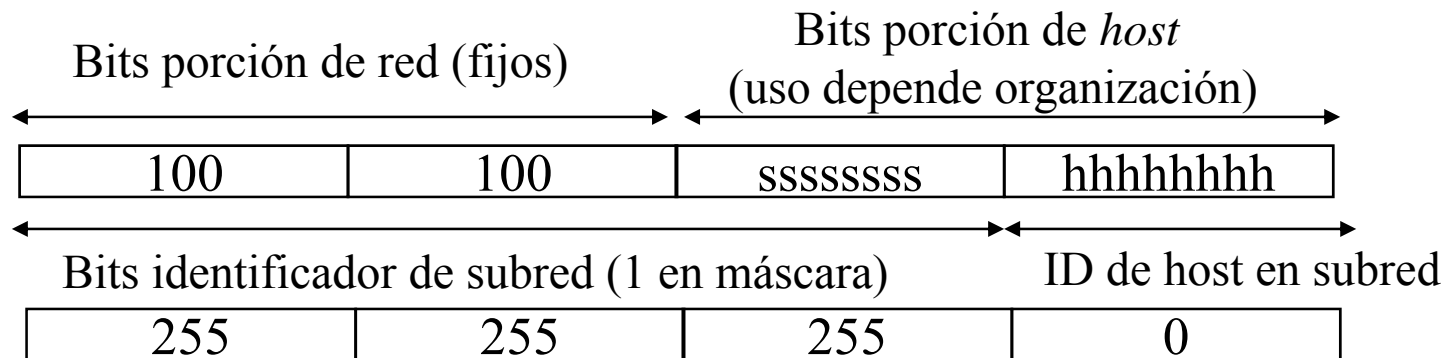 Bits porción de red (fijos)
Bits porción de host
(uso depende organización)
100 100 ssssssss hhhhhhhh
Bits identificador de subred (1 en máscara) ID de host en subred
255 255 255 0